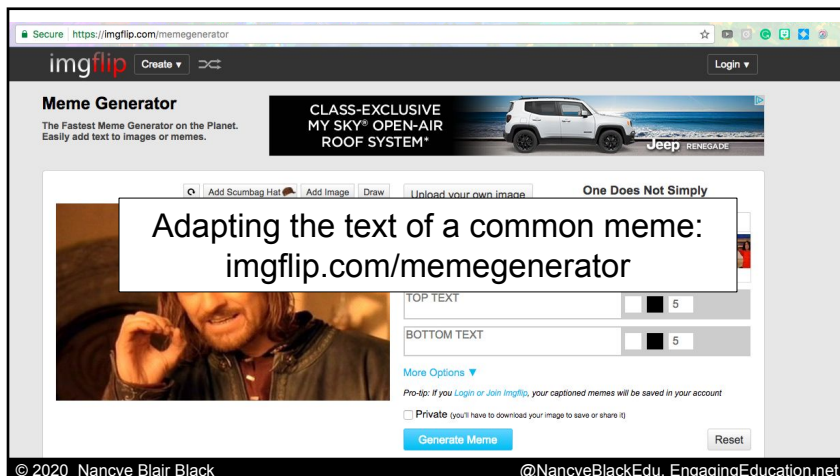 Secure https://imgflip.com/memegenerator
imgflip Create ▾ Login ▾
Meme Generator
The Fastest Meme Generator on the Planet.
Easily add text to images or memes.
CLASS-EXCLUSIVE
MY SKY® OPEN-AIR
ROOF SYSTEM*
Jeep RENEGADE
Add Scumbag Hat Add Image Draw Upload your own image One Does Not Simply
Adapting the text of a common meme:
imgflip.com/memegenerator
TOP TEXT 5
BOTTOM TEXT 5
More Options ▼
Pro-tip: If you Login or Join Imgflip, your captioned memes will be saved in your account
Private (you'll have to download your image to save or share it)
Generate Meme Reset
© 2020 Nancye Blair Black @NancyeBlackEdu, EngagingEducation.net